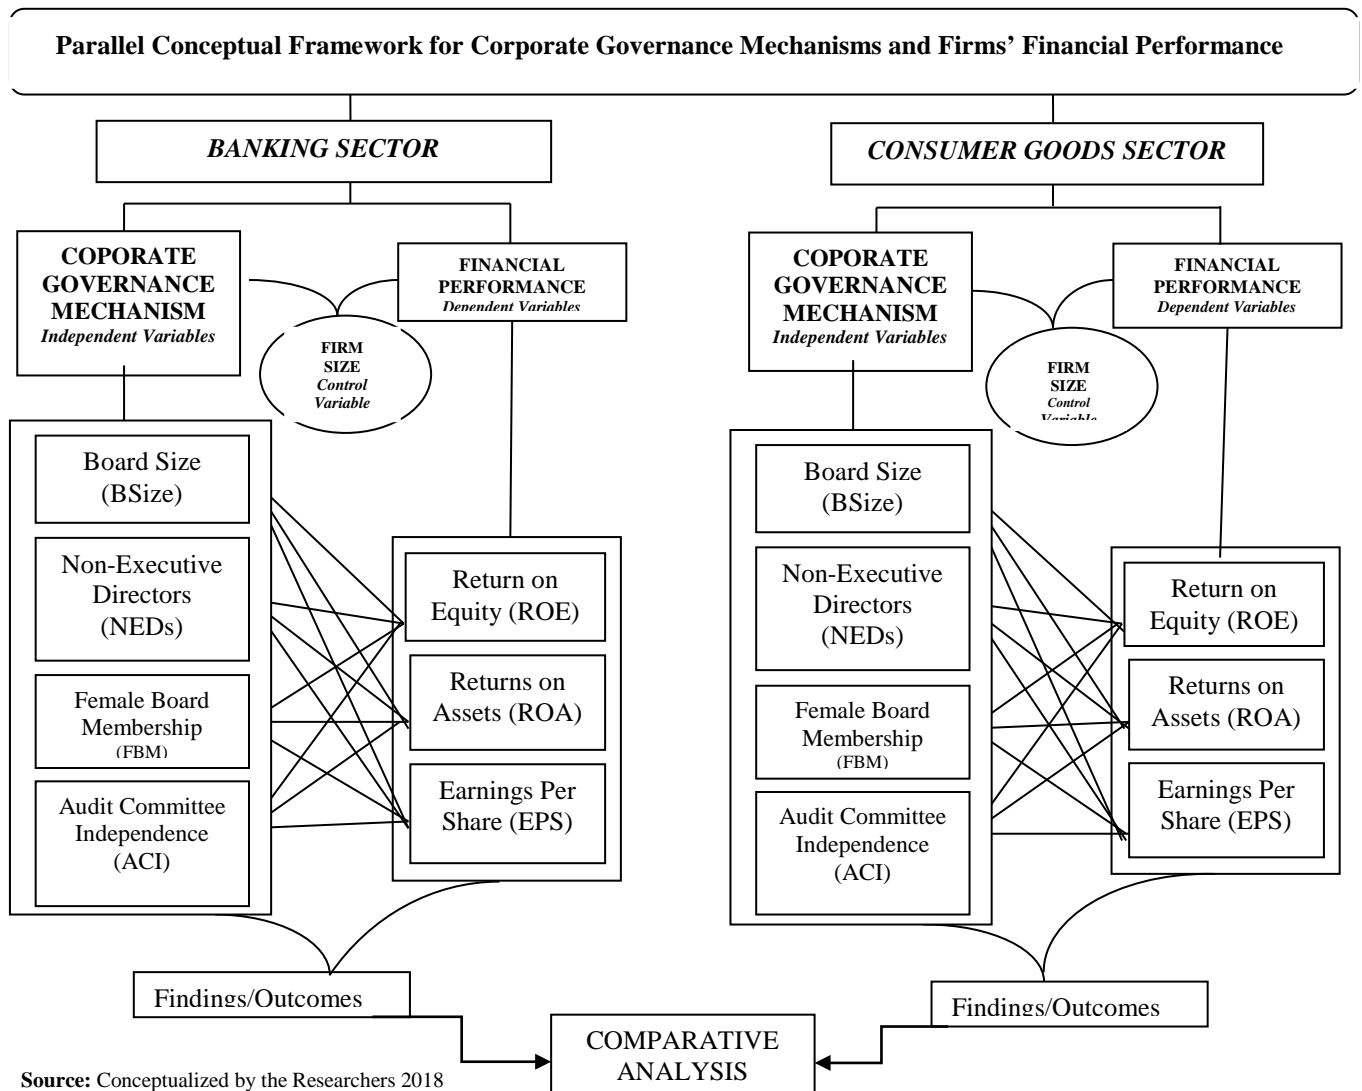 Parallel Conceptual Framework for Corporate Governance Mechanisms and Firms’ Financial Performance
BANKING SECTOR
COPORATE
GOVERNANCE
MECHANISM
Independent Variables
FINANCIAL
PERFORMANCE
Dependent Variables
FIRM
SIZE
Control
Variable
Board Size
(BSize)
Non-Executive
Directors
(NEDs)
Female Board
Membership
(FBM)
Audit Committee
Independence
(ACI)
Return on
Equity (ROE)
Returns on
Assets (ROA)
Earnings Per
Share (EPS)
Findings/Outcomes
CONSUMER GOODS SECTOR
COPORATE
GOVERNANCE
MECHANISM
Independent Variables
FINANCIAL
PERFORMANCE
Dependent Variables
FIRM
SIZE
Control
Variable
Board Size
(BSize)
Non-Executive
Directors
(NEDs)
Female Board
Membership
(FBM)
Audit Committee
Independence
(ACI)
Return on
Equity (ROE)
Returns on
Assets (ROA)
Earnings Per
Share (EPS)
Findings/Outcomes
COMPARATIVE
ANALYSIS
Source: Conceptualized by the Researchers 2018